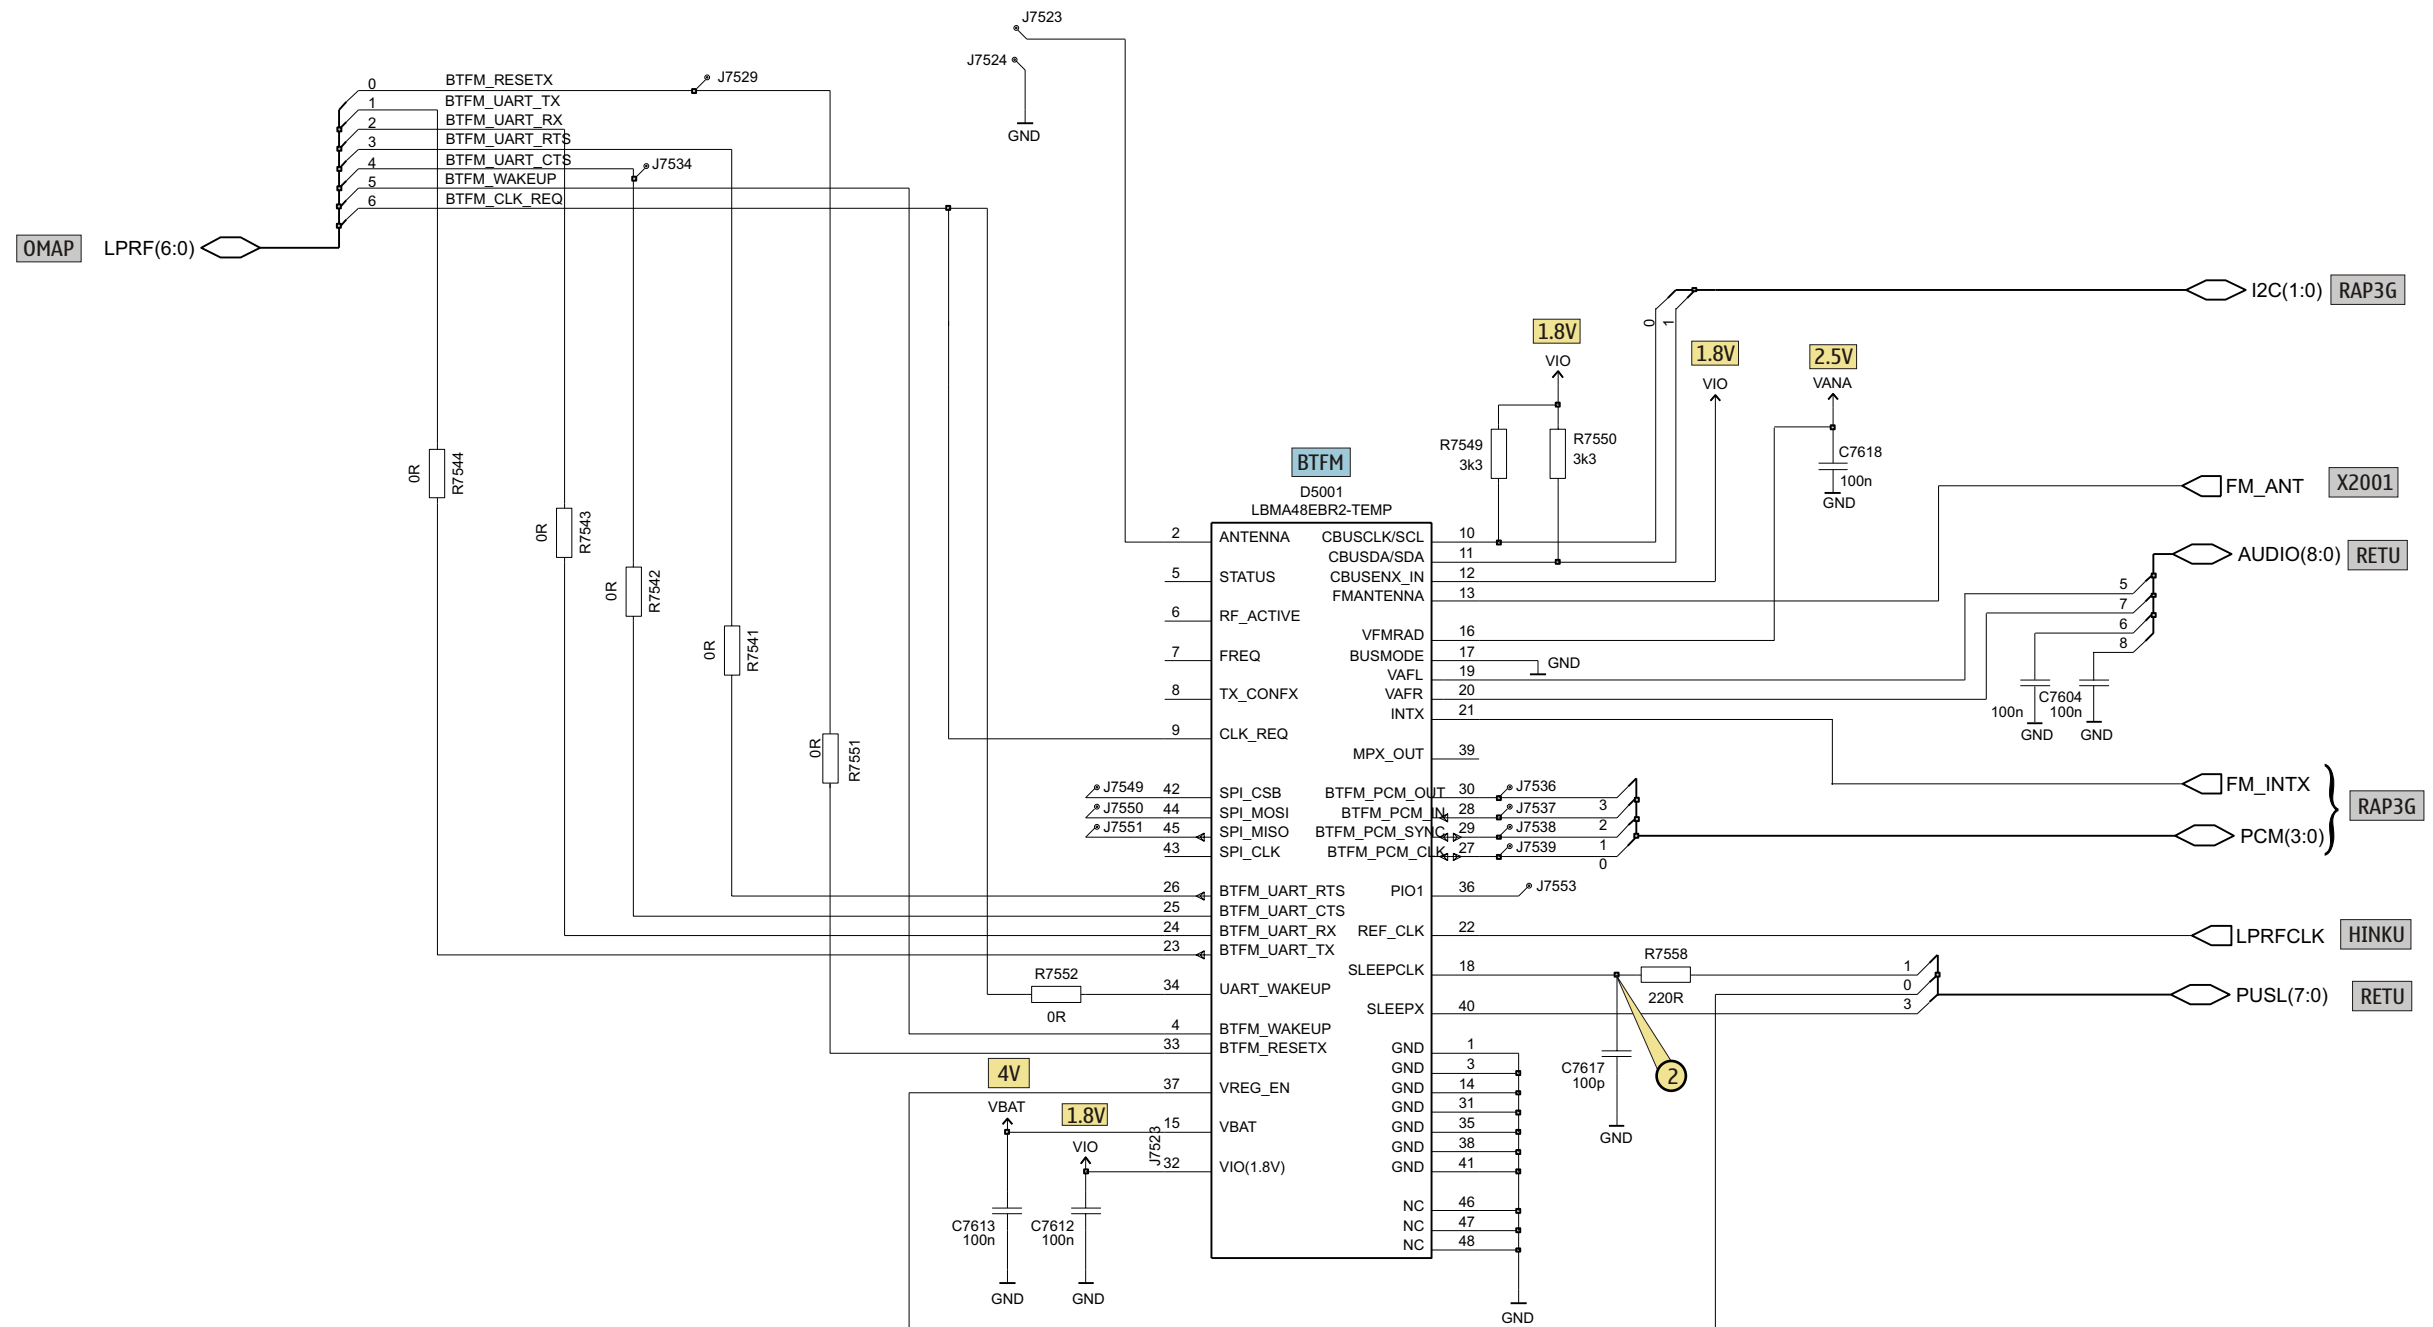 J7523
J7524
GND
0 BTFM_RESETX J7529
1 BTFM_UART_TX
2 BTFM_UART_RX
3 BTFM_UART_RTS
4 BTFM_UART_CTS J7534
5 BTFM_WAKEUP
6 BTFM_CLK_REQ
OMAP LPRF(6:0)
I2C(1:0) RAP3G
0 1
1.8V
VIO
1.8V
VIO
2.5V
VANA
R7549
3k3
R7550
3k3
C7618
100n
GND
FM_ANT X2001
AUDIO(8:0) RETU
5
7
6
8
C7604
100n 100n
GND GND
0R R7544
0R R7543
0R R7542
0R R7541
0R R7551
BTFM
D5001
LBMA48EBR2-TEMP
2 ANTENNA
5 STATUS
6 RF_ACTIVE
7 FREQ
8 TX_CONFX
9 CLK_REQ
J7549 42 SPI_CSB
J7550 44 SPI_MOSI
J7551 45 SPI_MISO
43 SPI_CLK
26 BTFM_UART_RTS
25 BTFM_UART_CTS
24 BTFM_UART_RX
23 BTFM_UART_TX
R7552
0R
34 UART_WAKEUP
4 BTFM_WAKEUP
33 BTFM_RESETX
37 VREG_EN
15 VBAT
J7523
32 VIO(1.8V)
4V
VBAT
1.8V
VIO
C7613
100n
C7612
100n
GND GND
CBUSCLK/SCL 10
CBUSDA/SDA 11
CBUSENX_IN 12
FMANTENNA 13
VFMRAD 16
BUSMODE 17 GND
VAFL 19
VAFR 20
INTX 21
MPX_OUT 39
BTFM_PCM_OUT 30 J7536
BTFM_PCM_IN 28 J7537 3
BTFM_PCM_SYNC 29 J7538 2
BTFM_PCM_CLK 27 J7539 1
0
PIO1 36 J7553
REF_CLK 22
SLEEPCLK 18
SLEEPX 40
GND 1
GND 3
GND 14
GND 31
GND 35
GND 38
GND 41
NC 46
NC 47
NC 48
GND
FM_INTX
RAP3G
PCM(3:0)
LPRFCLK HINKU
R7558
220R
1
0
3
PUSL(7:0) RETU
C7617
100p
GND
2